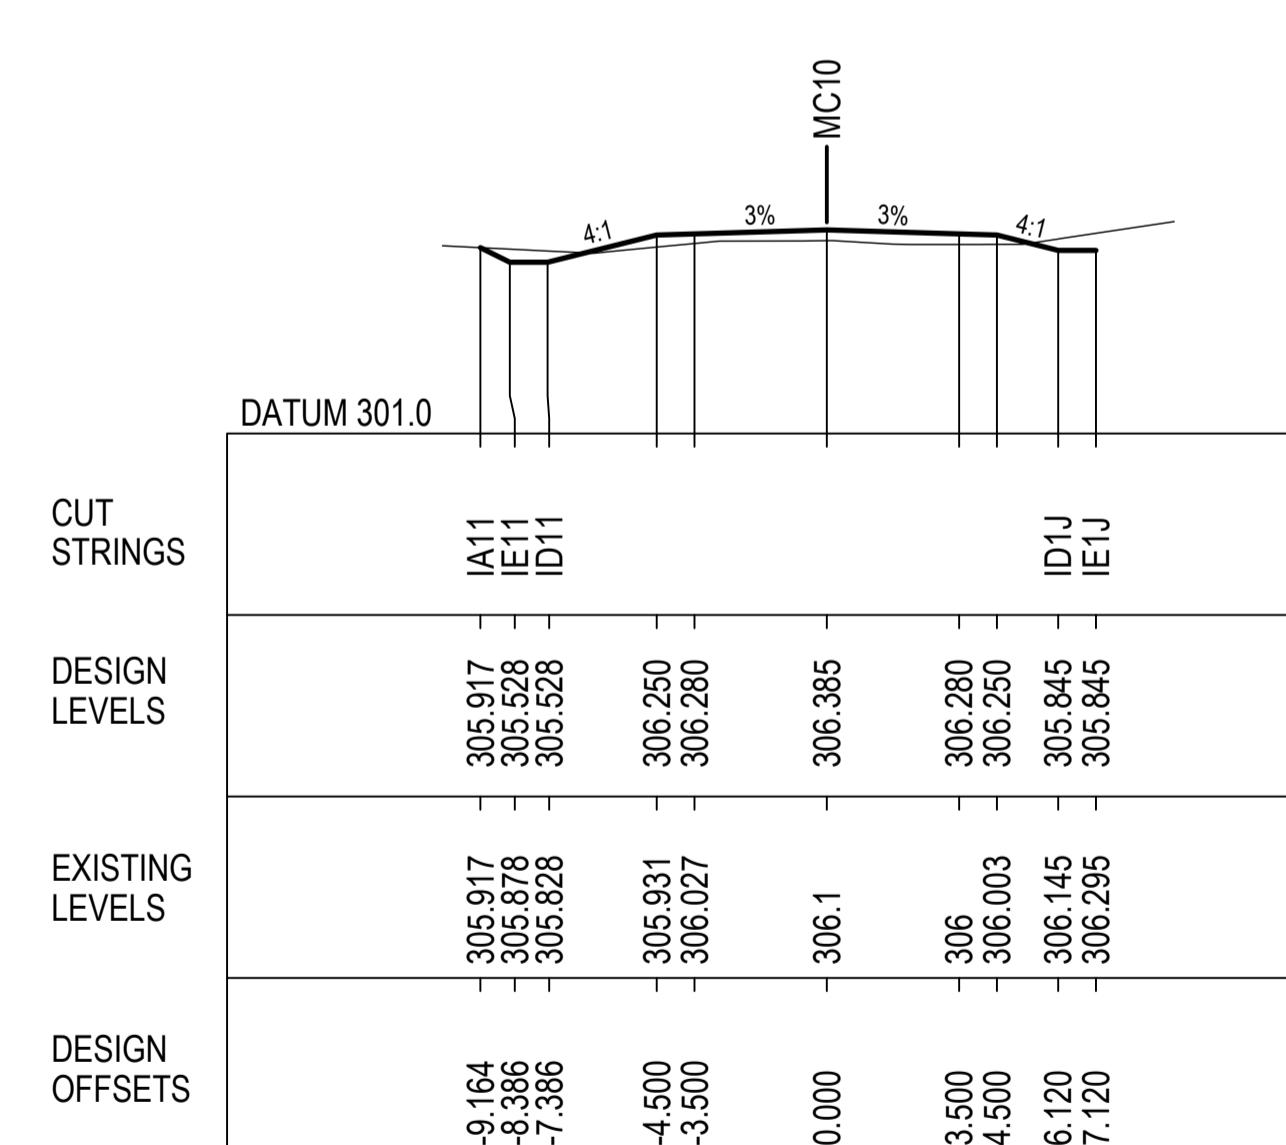 MC10
4:1
3%
3%
4:1
DATUM 301.0
CUT
STRINGS
IA11
IE11
ID11
ID1J
IE1J
DESIGN
LEVELS
305.917
305.528
305.528
306.250
306.280
306.385
306.280
306.250
305.845
305.845
EXISTING
LEVELS
305.917
305.878
305.828
305.931
306.027
306.1
306
306.003
306.145
306.295
DESIGN
OFFSETS
-9.164
-8.386
-7.386
-4.500
-3.500
0.000
3.500
4.500
6.120
7.120